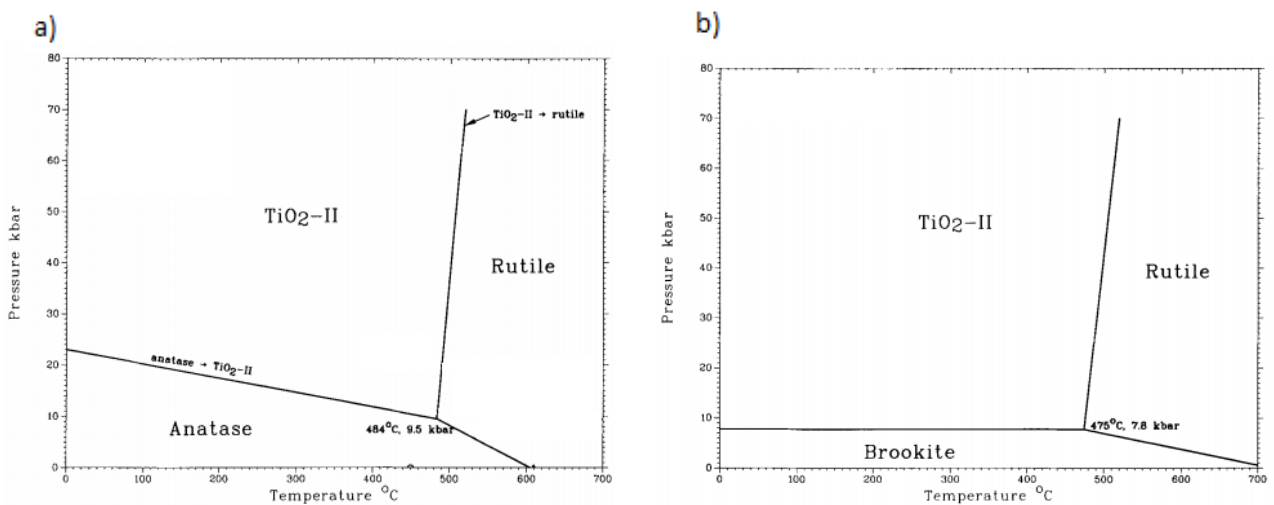 a)
80
70
60
50
40
30
20
10
0
Pressure kbar
TiO2-II → rutile
TiO2-II
Rutile
anatase → TiO2-II
484°C, 9.5 kbar
Anatase
0 100 200 300 400 500 600 700
Temperature °C
b)
80
70
60
50
40
30
20
10
0
Pressure kbar
TiO2-II
Rutile
475°C, 7.8 kbar
Brookite
0 100 200 300 400 500 600 700
Temperature °C